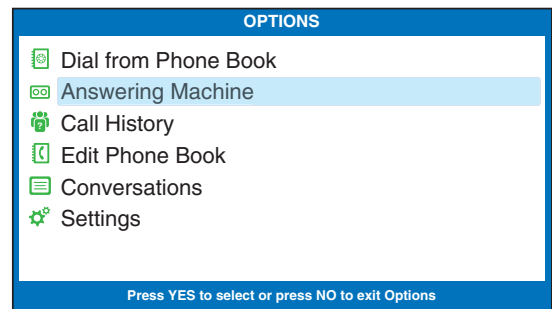 OPTIONS
Dial from Phone Book
Answering Machine
Call History
Edit Phone Book
Conversations
Settings
Press YES to select or press NO to exit Options